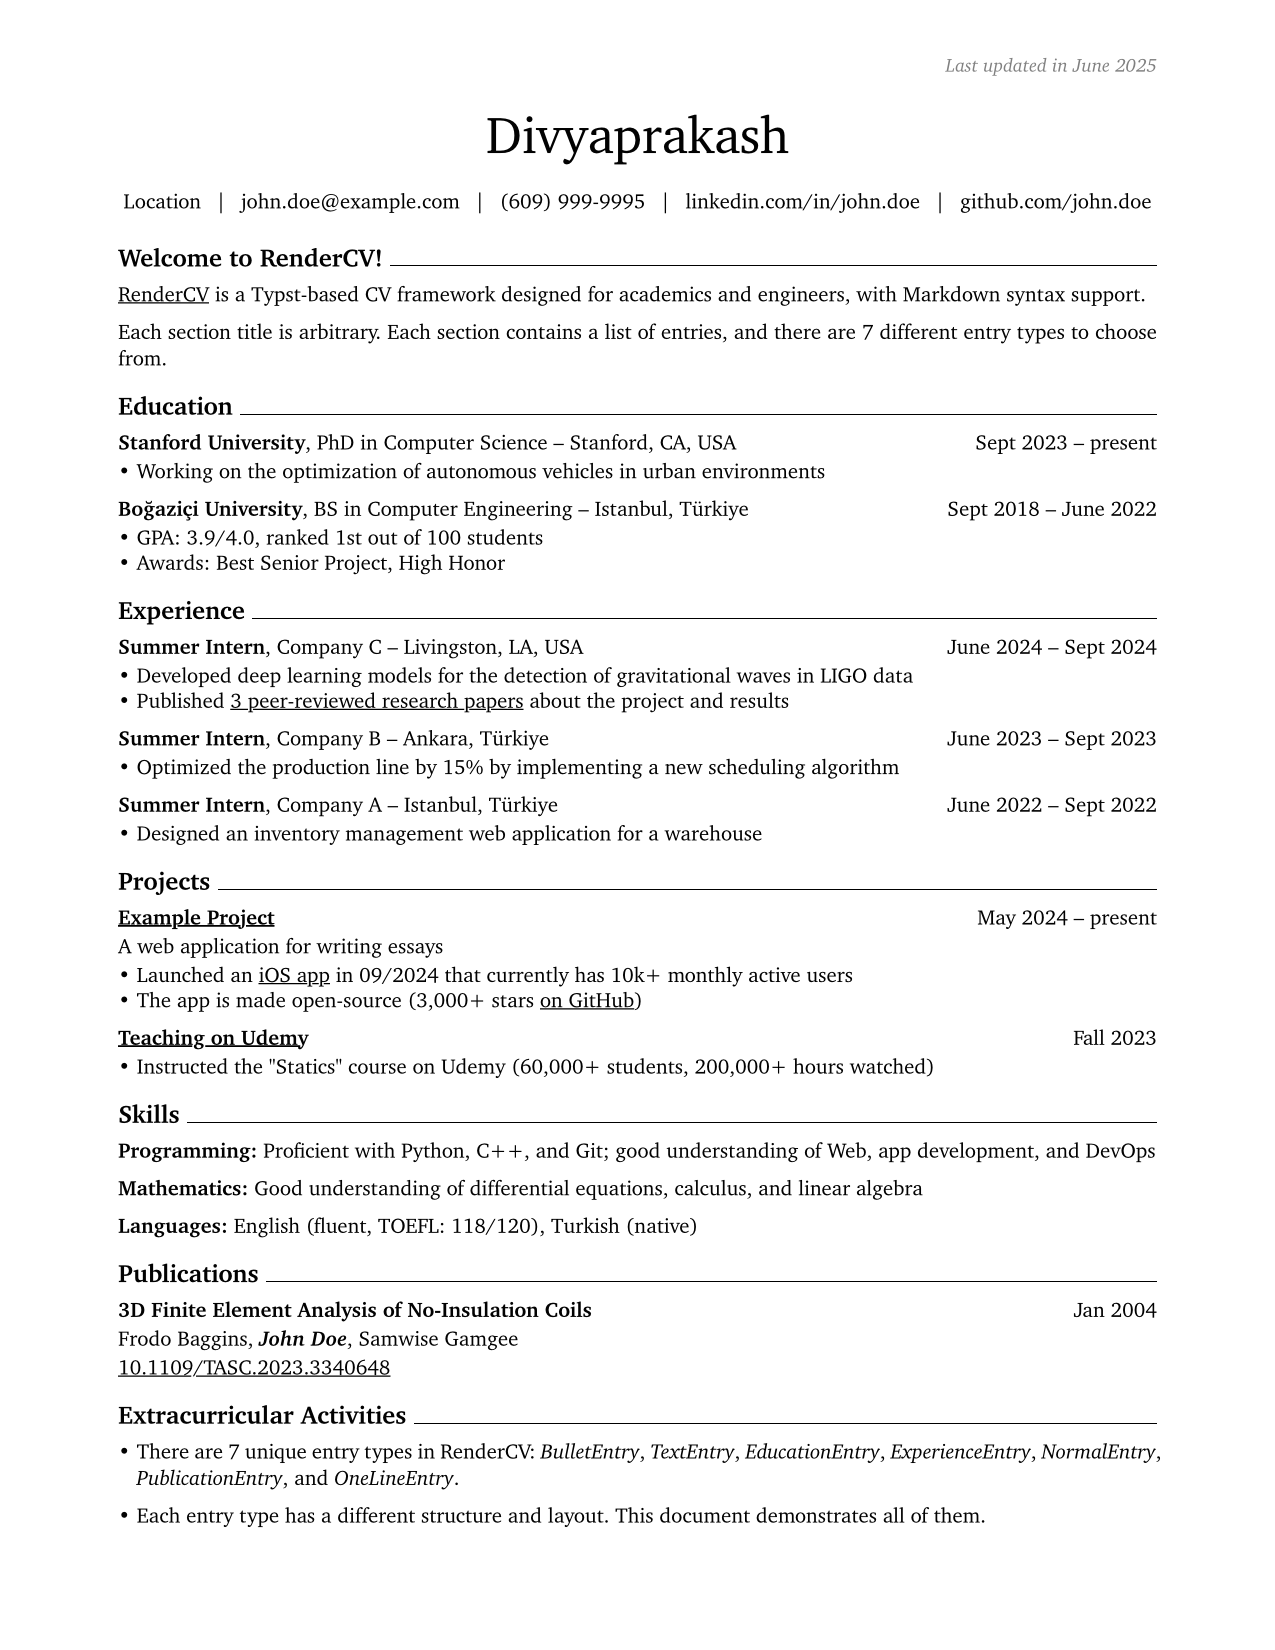 Last updated in June 2025
Divyaprakash
Location | john.doe@example.com | (609) 999-9995 | linkedin.com/in/john.doe | github.com/john.doe
Welcome to RenderCV!
RenderCV is a Typst-based CV framework designed for academics and engineers, with Markdown syntax support.
Each section title is arbitrary. Each section contains a list of entries, and there are 7 different entry types to choose
from.
Education
Stanford University, PhD in Computer Science – Stanford, CA, USA Sept 2023 – present
• Working on the optimization of autonomous vehicles in urban environments
Boğaziçi University, BS in Computer Engineering – Istanbul, Türkiye Sept 2018 – June 2022
• GPA: 3.9/4.0, ranked 1st out of 100 students
• Awards: Best Senior Project, High Honor
Experience
Summer Intern, Company C – Livingston, LA, USA June 2024 – Sept 2024
• Developed deep learning models for the detection of gravitational waves in LIGO data
• Published 3 peer-reviewed research papers about the project and results
Summer Intern, Company B – Ankara, Türkiye June 2023 – Sept 2023
• Optimized the production line by 15% by implementing a new scheduling algorithm
Summer Intern, Company A – Istanbul, Türkiye June 2022 – Sept 2022
• Designed an inventory management web application for a warehouse
Projects
Example Project May 2024 – present
A web application for writing essays
• Launched an iOS app in 09/2024 that currently has 10k+ monthly active users
• The app is made open-source (3,000+ stars on GitHub)
Teaching on Udemy Fall 2023
• Instructed the "Statics" course on Udemy (60,000+ students, 200,000+ hours watched)
Skills
Programming: Proficient with Python, C++, and Git; good understanding of Web, app development, and DevOps
Mathematics: Good understanding of differential equations, calculus, and linear algebra
Languages: English (fluent, TOEFL: 118/120), Turkish (native)
Publications
3D Finite Element Analysis of No-Insulation Coils Jan 2004
Frodo Baggins, John Doe, Samwise Gamgee
10.1109/TASC.2023.3340648
Extracurricular Activities
• There are 7 unique entry types in RenderCV: BulletEntry, TextEntry, EducationEntry, ExperienceEntry, NormalEntry,
PublicationEntry, and OneLineEntry.
• Each entry type has a different structure and layout. This document demonstrates all of them.